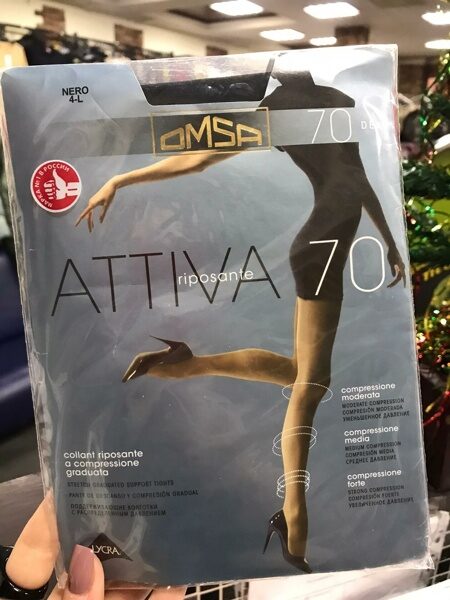 NERO
4-L
OMSA
70
МАРКА №1 В РОССИИ
ATTIVA 70
riposante
compressione
moderata
MODERATE COMPRESSION
COMPRESIÓN MODERADA
УМЕНЬШЕННОЕ ДАВЛЕНИЕ
compressione
media
MEDIUM COMPRESSION
COMPRESIÓN MEDIA
СРЕДНЕЕ ДАВЛЕНИЕ
compressione
forte
STRONG COMPRESSION
COMPRESIÓN FUERTE
УВЕЛИЧЕННОЕ ДАВЛЕНИЕ
collant riposante
a compressione
graduata
STRETCH GRADUATED SUPPORT TIGHTS
PANTY DE DESCANSO Y COMPRESIÓN GRADUAL
ПОДДЕРЖИВАЮЩИЕ КОЛГОТКИ
С РАСПРЕДЕЛЕННЫМ ДАВЛЕНИЕМ
LYCRA